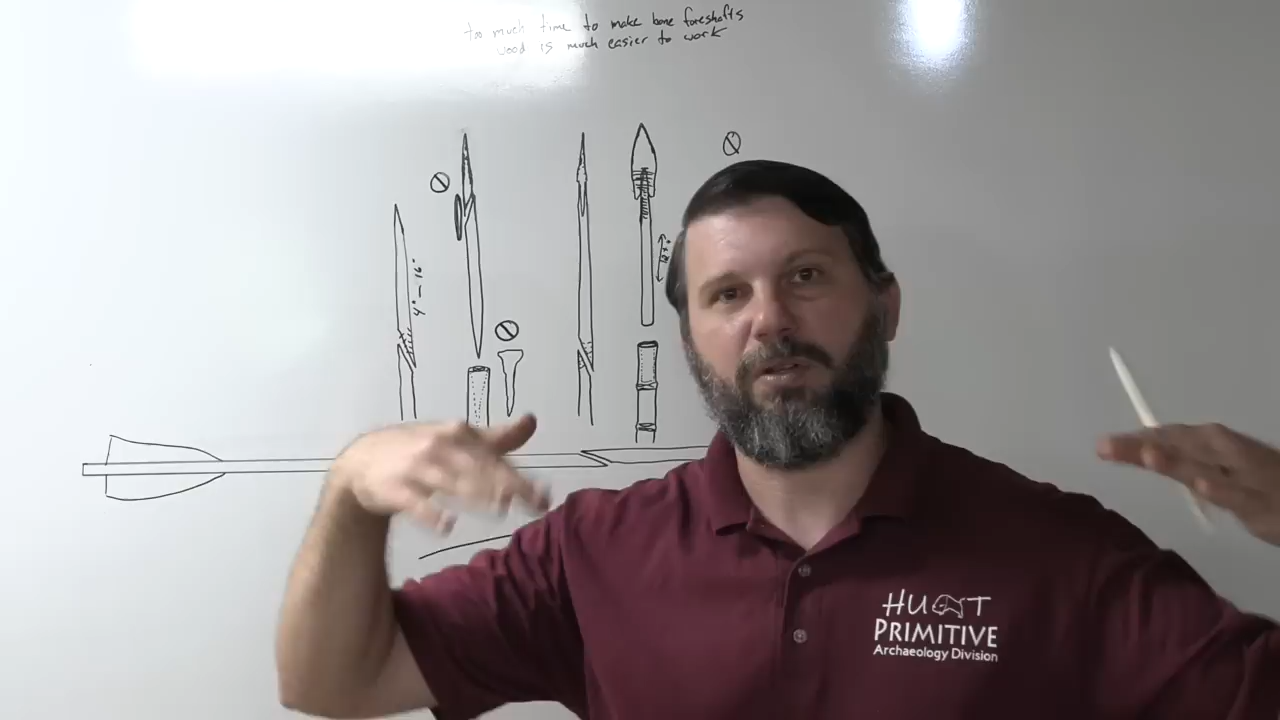 too much time to make bone foreshafts
wood is much easier to work
4" — 16"
HUNT
PRIMITIVE
Archaeology Division